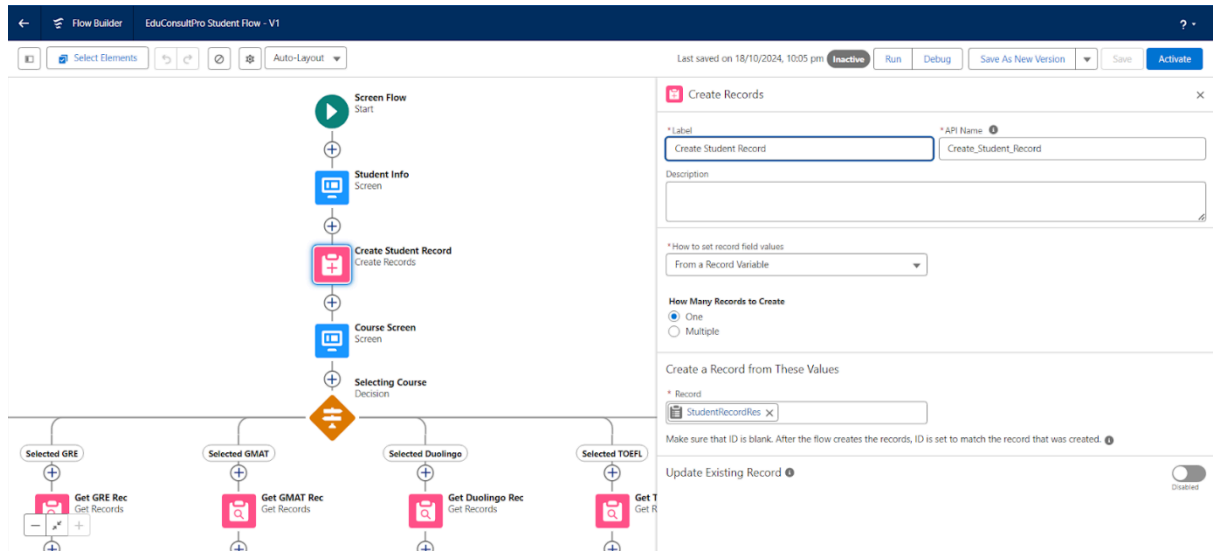 Flow Builder EduConsultPro Student Flow - V1 ?
Select Elements Auto-Layout Last saved on 18/10/2024, 10:05 pm Inactive Run Debug Save As New Version Save Activate
Screen Flow
Start
Student Info
Screen
Create Student Record
Create Records
Course Screen
Screen
Selecting Course
Decision
Selected GRE Selected GMAT Selected Duolingo Selected TOEFL
Get GRE Rec Get GMAT Rec Get Duolingo Rec Get T
Get Records Get Records Get Records Get R
Create Records
* Label * API Name
Create Student Record Create_Student_Record
Description
* How to set record field values
From a Record Variable
How Many Records to Create
One
Multiple
Create a Record from These Values
* Record
StudentRecordRes
Make sure that ID is blank. After the flow creates the records, ID is set to match the record that was created.
Update Existing Record
Disabled